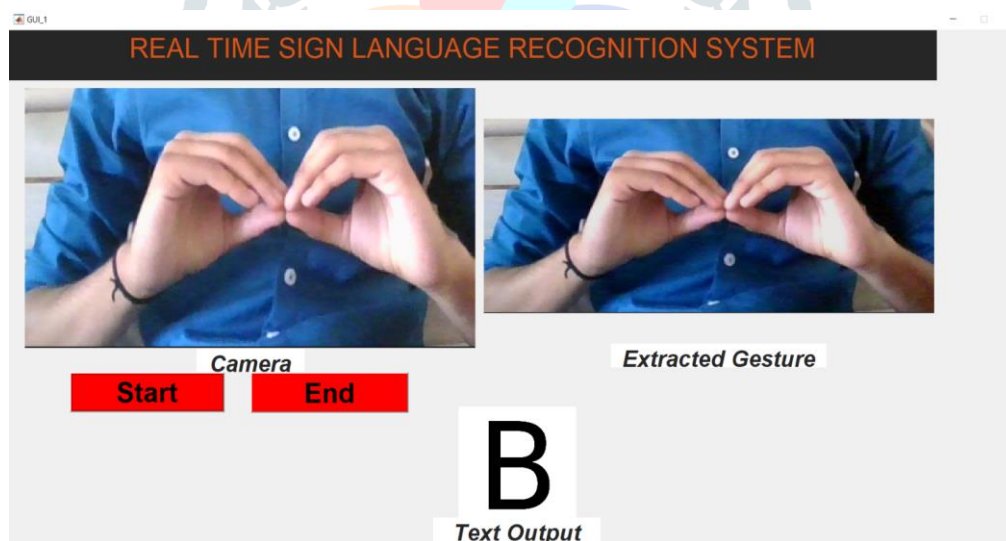 GUI_1
REAL TIME SIGN LANGUAGE RECOGNITION SYSTEM
Camera
Extracted Gesture
Start End
B
Text Output